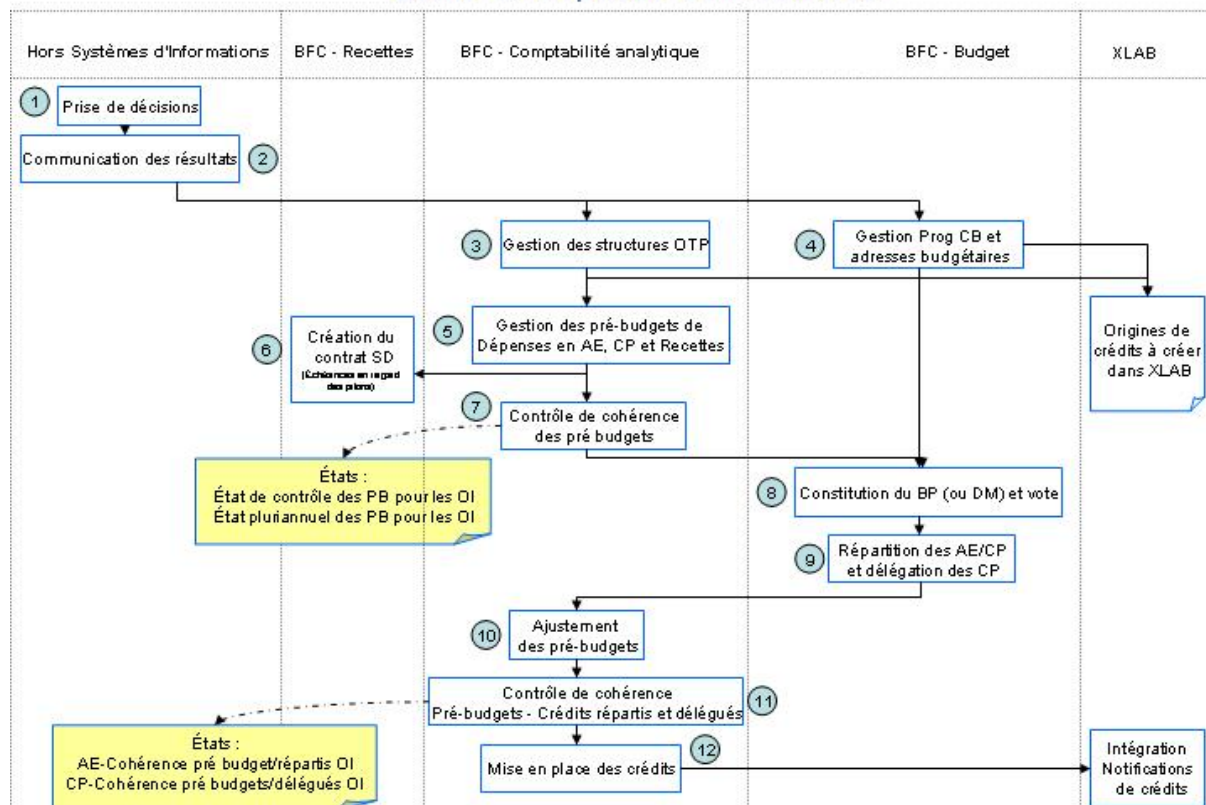 Hors Systèmes d'Informations
BFC - Recettes
BFC - Comptabilité analytique
BFC - Budget
XLAB
1
Prise de décisions
Communication des résultats
2
3
Gestion des structures OTP
4
Gestion Prog CB et
adresses budgétaires
5
Gestion des pré-budgets de
Dépenses en AE, CP et Recettes
6
Création du
contrat SD
(Échéances en regard
des pions)
Origines de
crédits à créer
dans XLAB
7
Contrôle de cohérence
des pré budgets
États :
État de contrôle des PB pour les OI
État pluriannuel des PB pour les OI
8
Constitution du BP (ou DM) et vote
9
Répartition des AE/CP
et délégation des CP
10
Ajustement
des pré-budgets
Contrôle de cohérence
Pré-budgets - Crédits répartis et délégués
11
États :
AE-Cohérence pré budget/répartis OI
CP-Cohérence pré budgets/délégués OI
12
Mise en place des crédits
Intégration
Notifications
de crédits